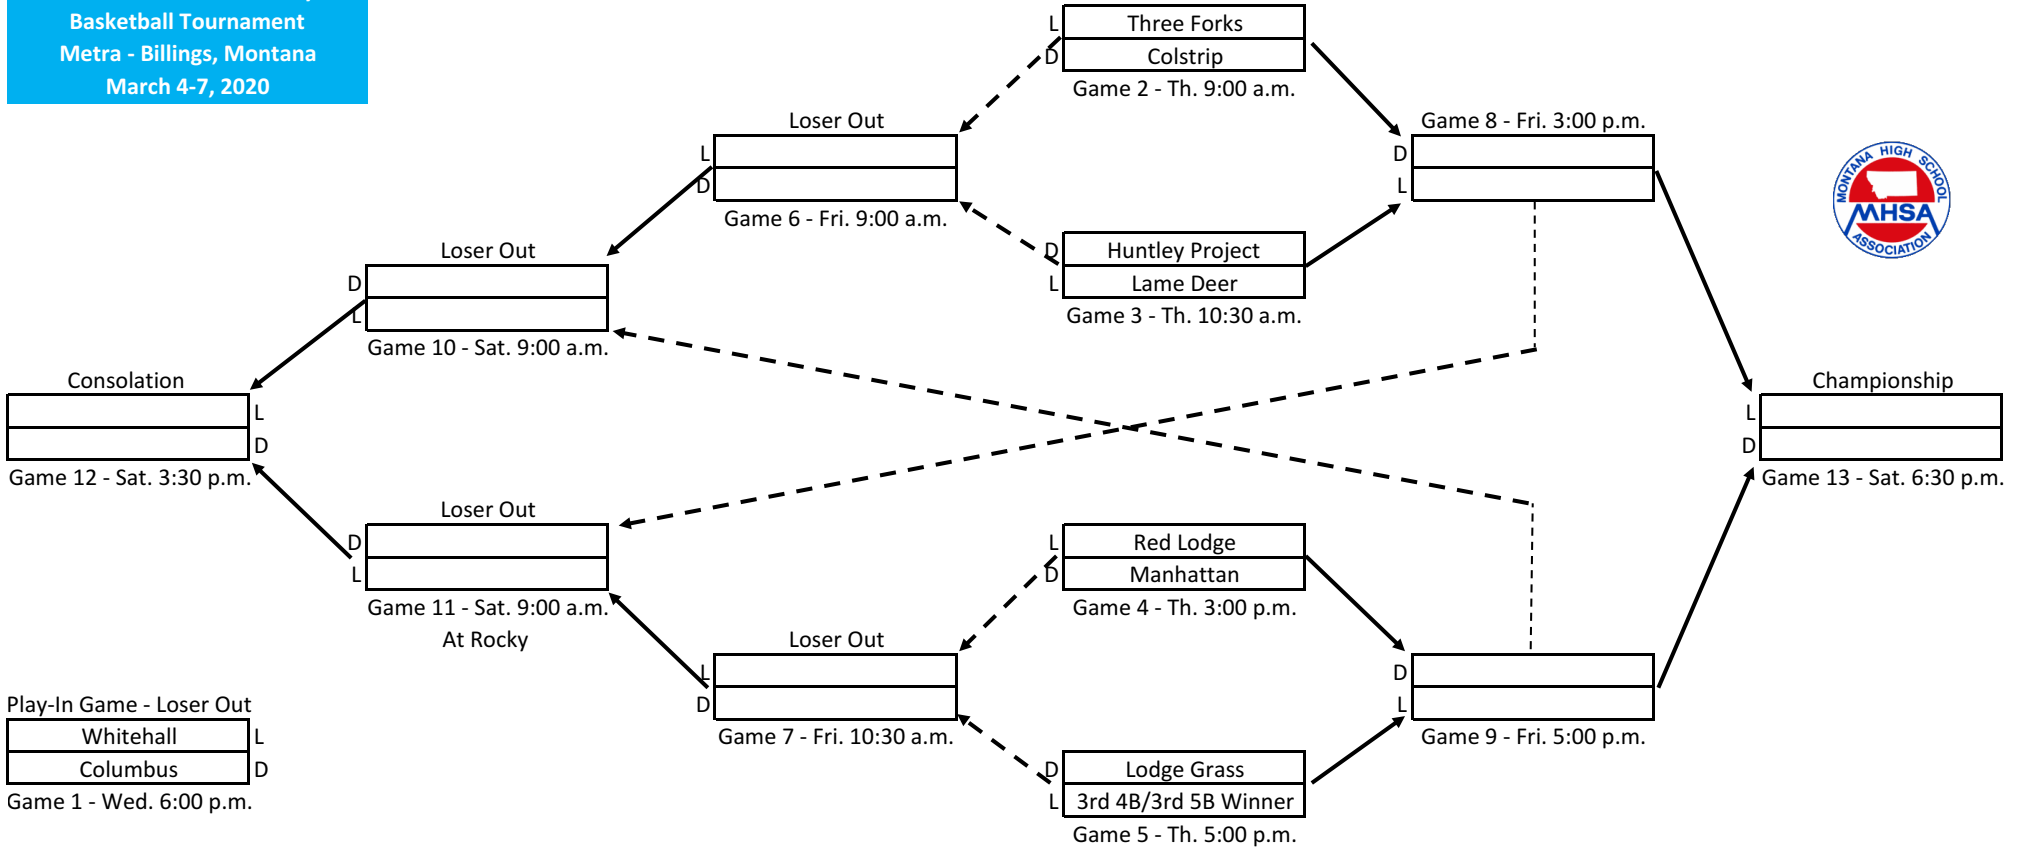 Basketball Tournament
Metra - Billings, Montana
March 4-7, 2020
L Three Forks
D Colstrip
Game 2 - Th. 9:00 a.m.
Loser Out
L
D
Game 6 - Fri. 9:00 a.m.
Game 8 - Fri. 3:00 p.m.
D
L
MONTANA HIGH SCHOOL
MHSA
ASSOCIATION
D Huntley Project
L Lame Deer
Game 3 - Th. 10:30 a.m.
Loser Out
D
L
Game 10 - Sat. 9:00 a.m.
Consolation
L
D
Game 12 - Sat. 3:30 p.m.
Championship
L
D
Game 13 - Sat. 6:30 p.m.
Loser Out
D
L
Game 11 - Sat. 9:00 a.m.
At Rocky
L Red Lodge
D Manhattan
Game 4 - Th. 3:00 p.m.
Loser Out
L
D
Game 7 - Fri. 10:30 a.m.
D
L
Game 9 - Fri. 5:00 p.m.
Play-In Game - Loser Out
Whitehall L
Columbus D
Game 1 - Wed. 6:00 p.m.
D Lodge Grass
L 3rd 4B/3rd 5B Winner
Game 5 - Th. 5:00 p.m.